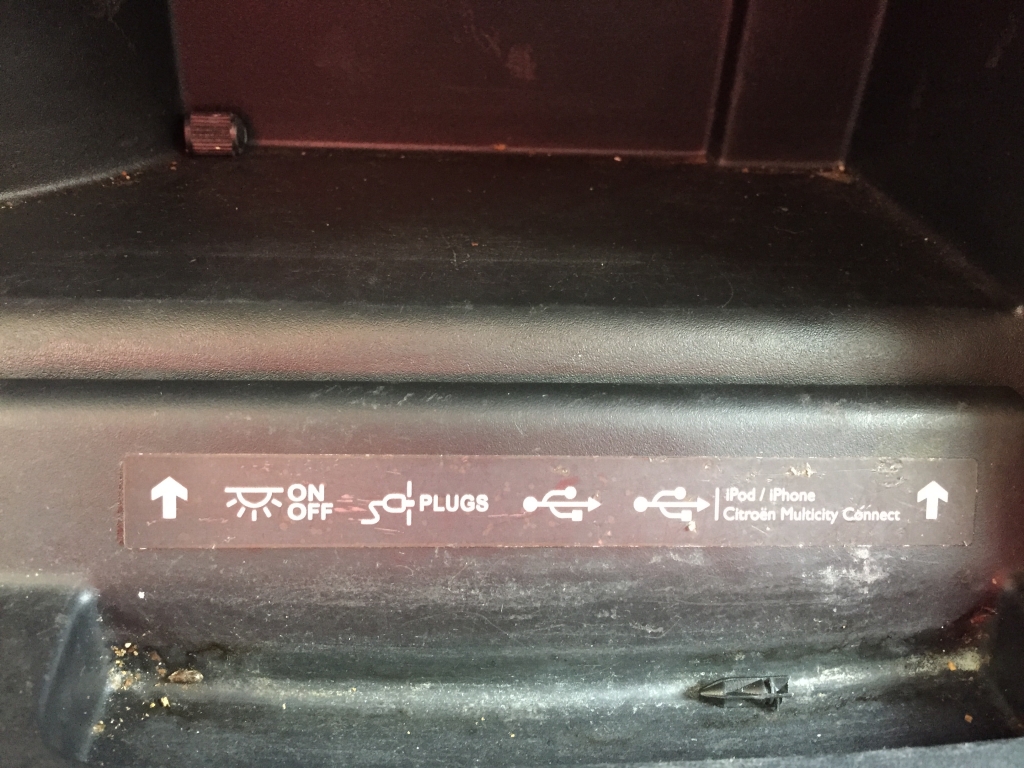 ON
OFF
PLUGS
iPod / iPhone
Citroën Multicity Connect